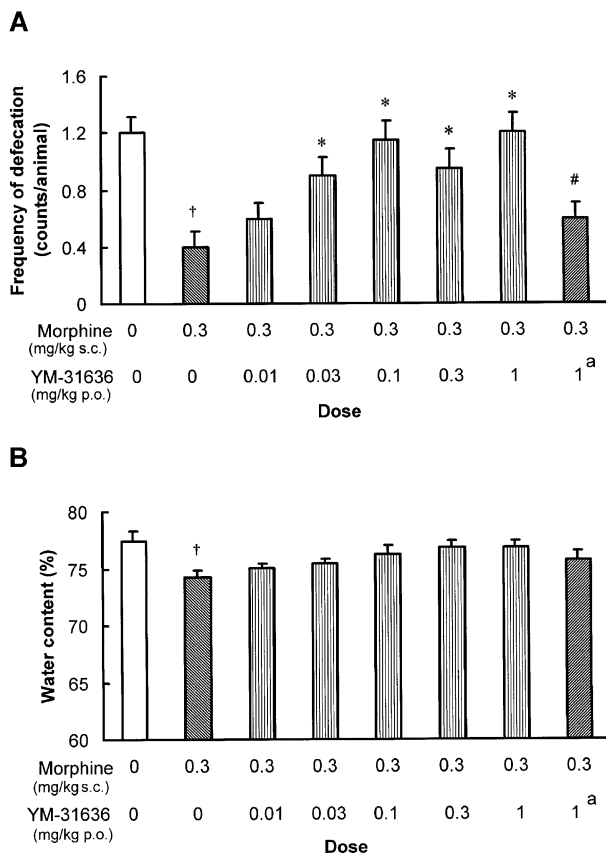 A
Frequency of defecation
(counts/animal)
1.6
1.2
0.8
0.4
0
†
*
*
*
*
#
Morphine 0 0.3 0.3 0.3 0.3 0.3 0.3 0.3
(mg/kg s.c.)
YM-31636 0 0 0.01 0.03 0.1 0.3 1 1 a
(mg/kg p.o.)
Dose
B
Water content (%)
80
75
70
65
60
†
Morphine 0 0.3 0.3 0.3 0.3 0.3 0.3 0.3
(mg/kg s.c.)
YM-31636 0 0 0.01 0.03 0.1 0.3 1 1 a
(mg/kg p.o.)
Dose